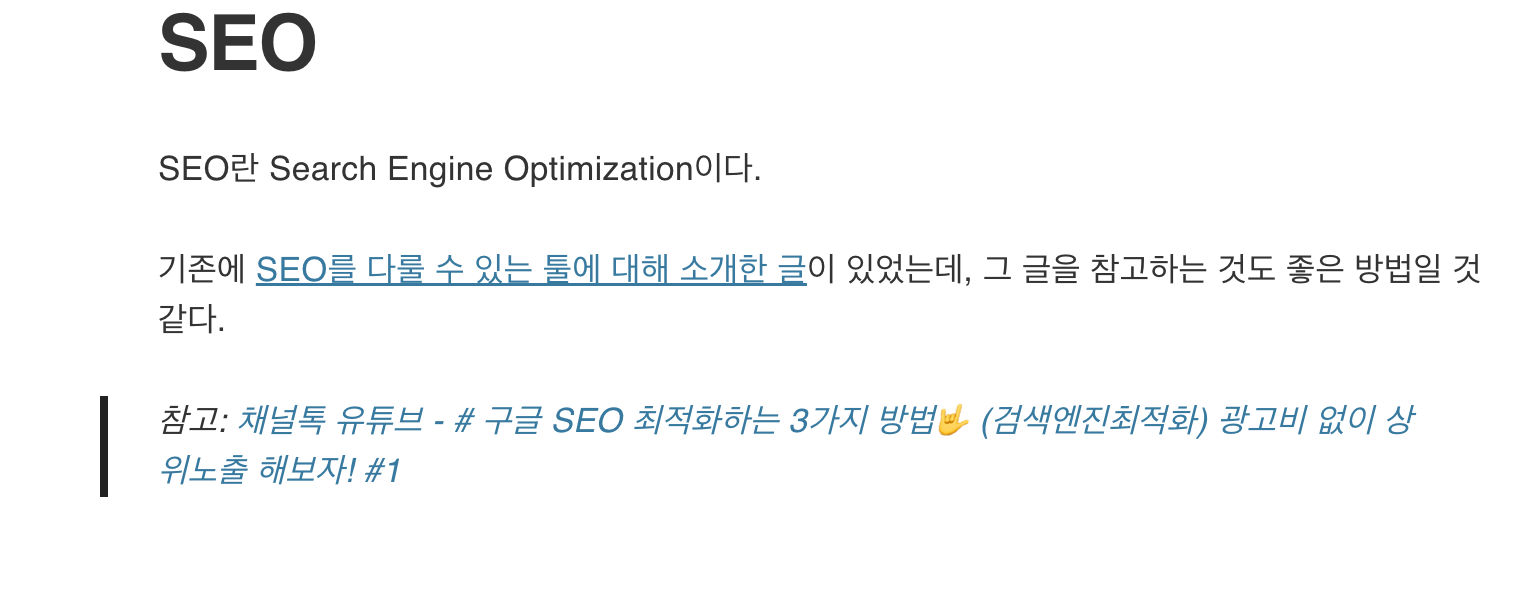 SEO
SEO란 Search Engine Optimization이다.
기존에 SEO를 다룰 수 있는 툴에 대해 소개한 글이 있었는데, 그 글을 참고하는 것도 좋은 방법일 것
같다.
참고: 채널톡 유튜브 - # 구글 SEO 최적화하는 3가지 방법🤟 (검색엔진최적화) 광고비 없이 상
위노출 해보자! #1